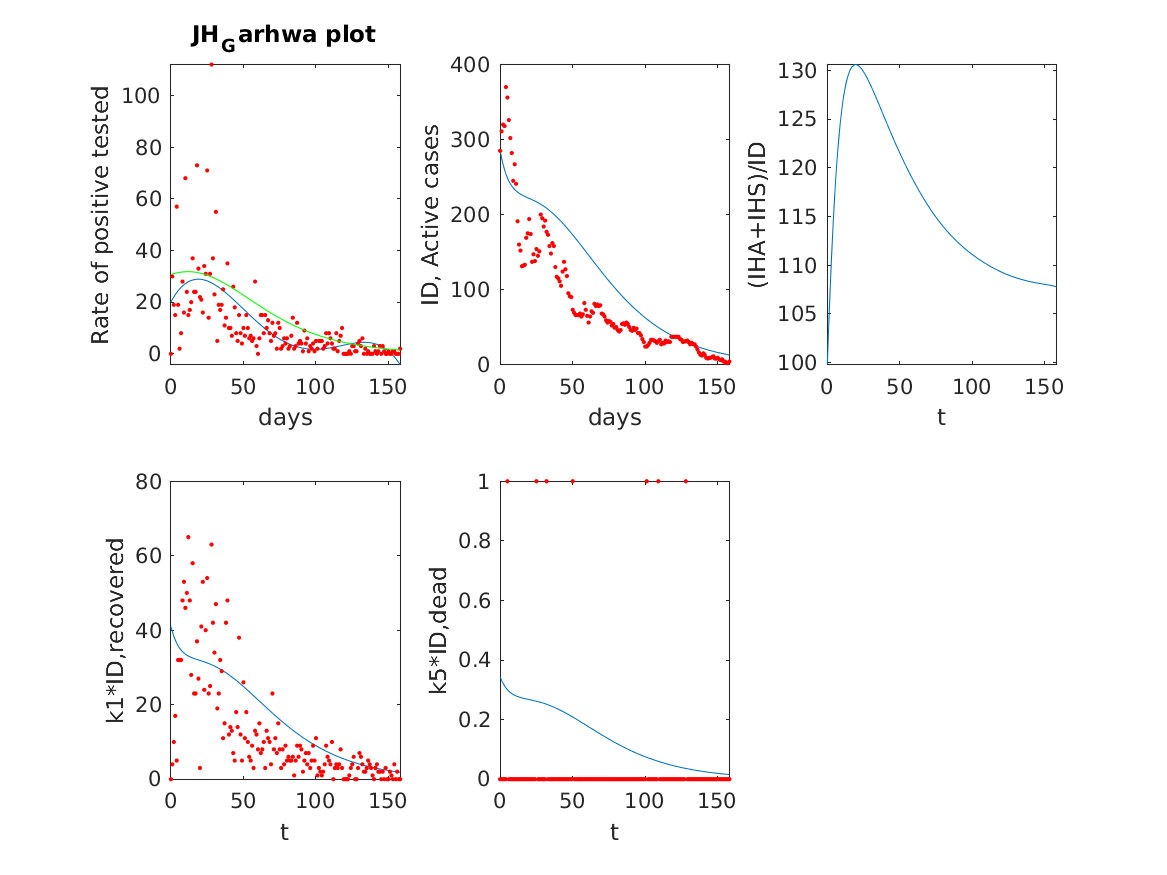 JHGarhwa plot
Rate of positive tested
100
80
60
40
20
0
0 50 100 150
days
ID, Active cases
400
300
200
100
0
0 50 100 150
days
(IHA+IHS)/ID
130
125
120
115
110
105
100
0 50 100 150
t
k1*ID,recovered
80
60
40
20
0
0 50 100 150
t
k5*ID,dead
1
0.8
0.6
0.4
0.2
0
0 50 100 150
t